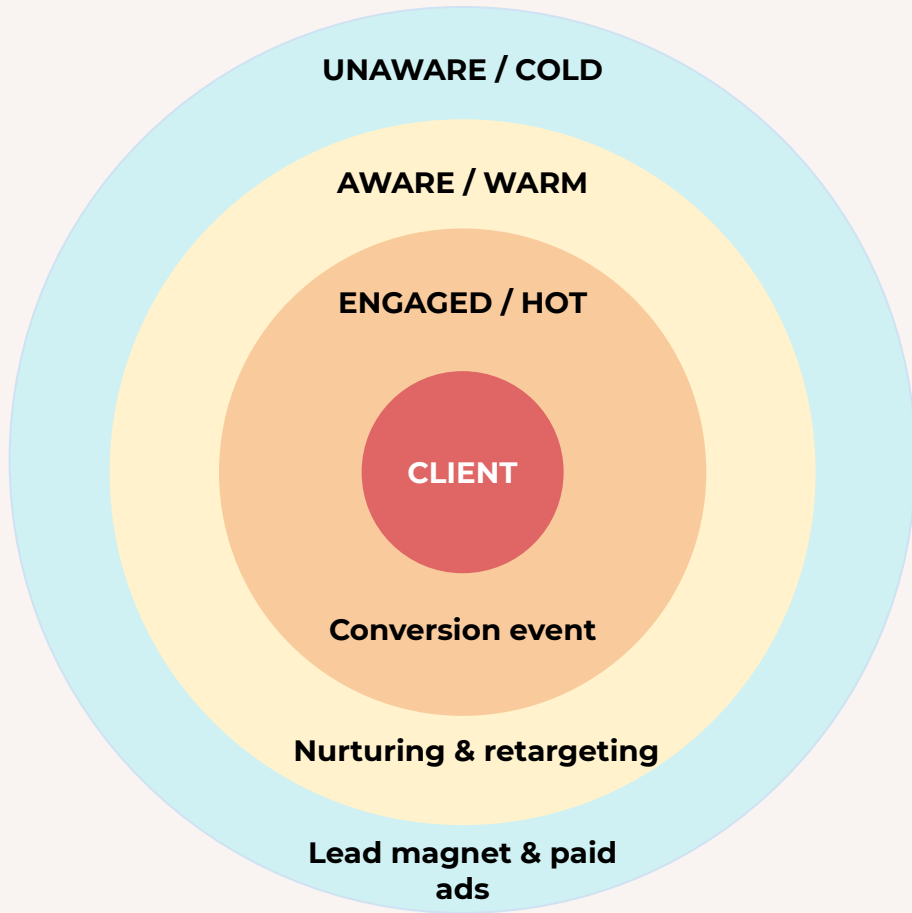 UNAWARE / COLD
AWARE / WARM
ENGAGED / HOT
CLIENT
Conversion event
Nurturing & retargeting
Lead magnet & paid
ads